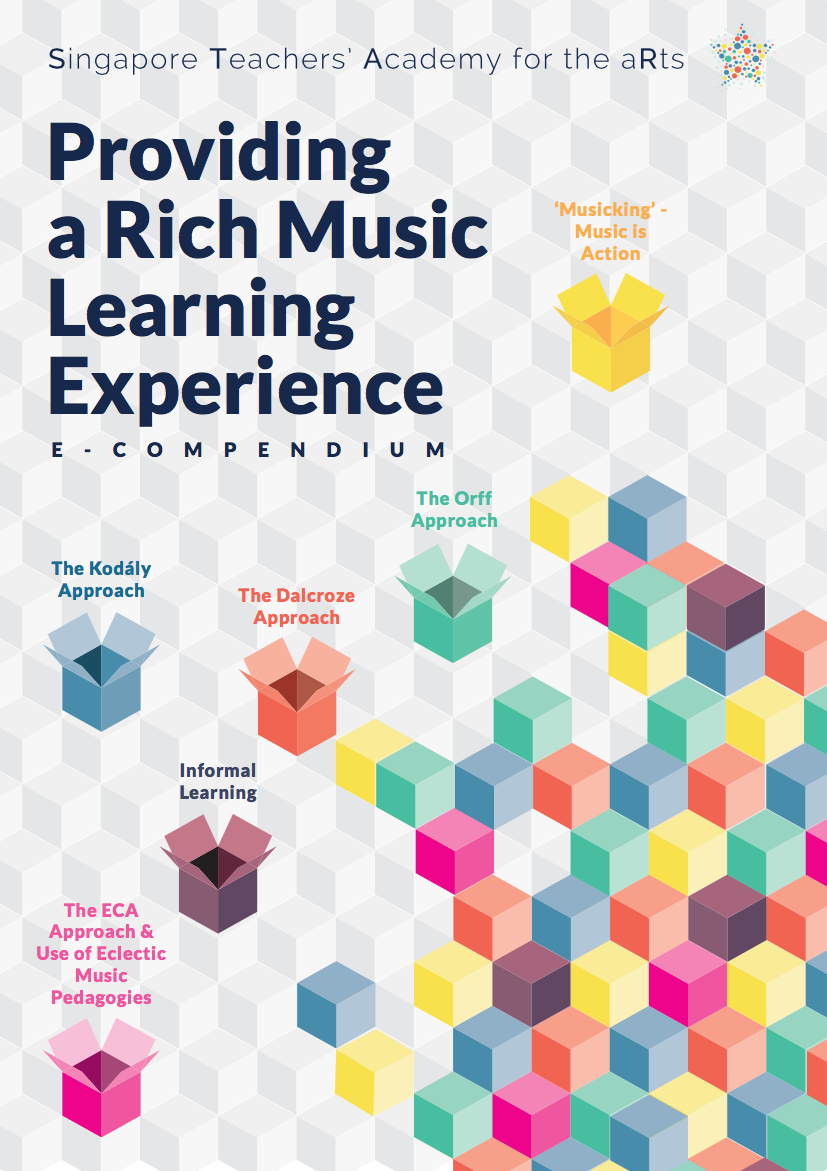 Singapore Teachers’ Academy for the aRts
Providing
a Rich Music
Learning
Experience
E-COMPENDIUM
‘Musicking’ -
Music is
Action
The Orff
Approach
The Kodály
Approach
The Dalcroze
Approach
Informal
Learning
The ECA
Approach &
Use of Eclectic
Music
Pedagogies